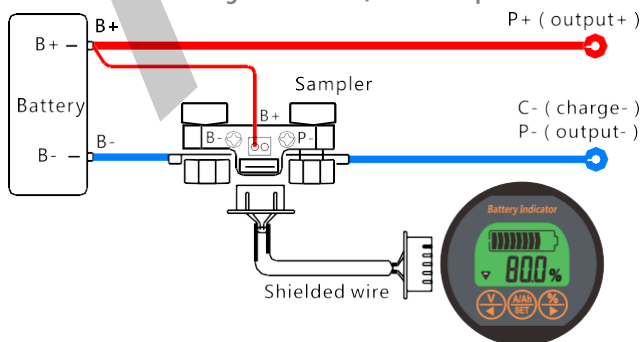 B+
P+ ( output+ )
B+ –
Sampler
B+
Battery
C- ( charge- )
B-
B-
P-
P- ( output- )
B- –
Battery Indicator
80.0 %
Shielded wire
V
A/Ah
SET
%